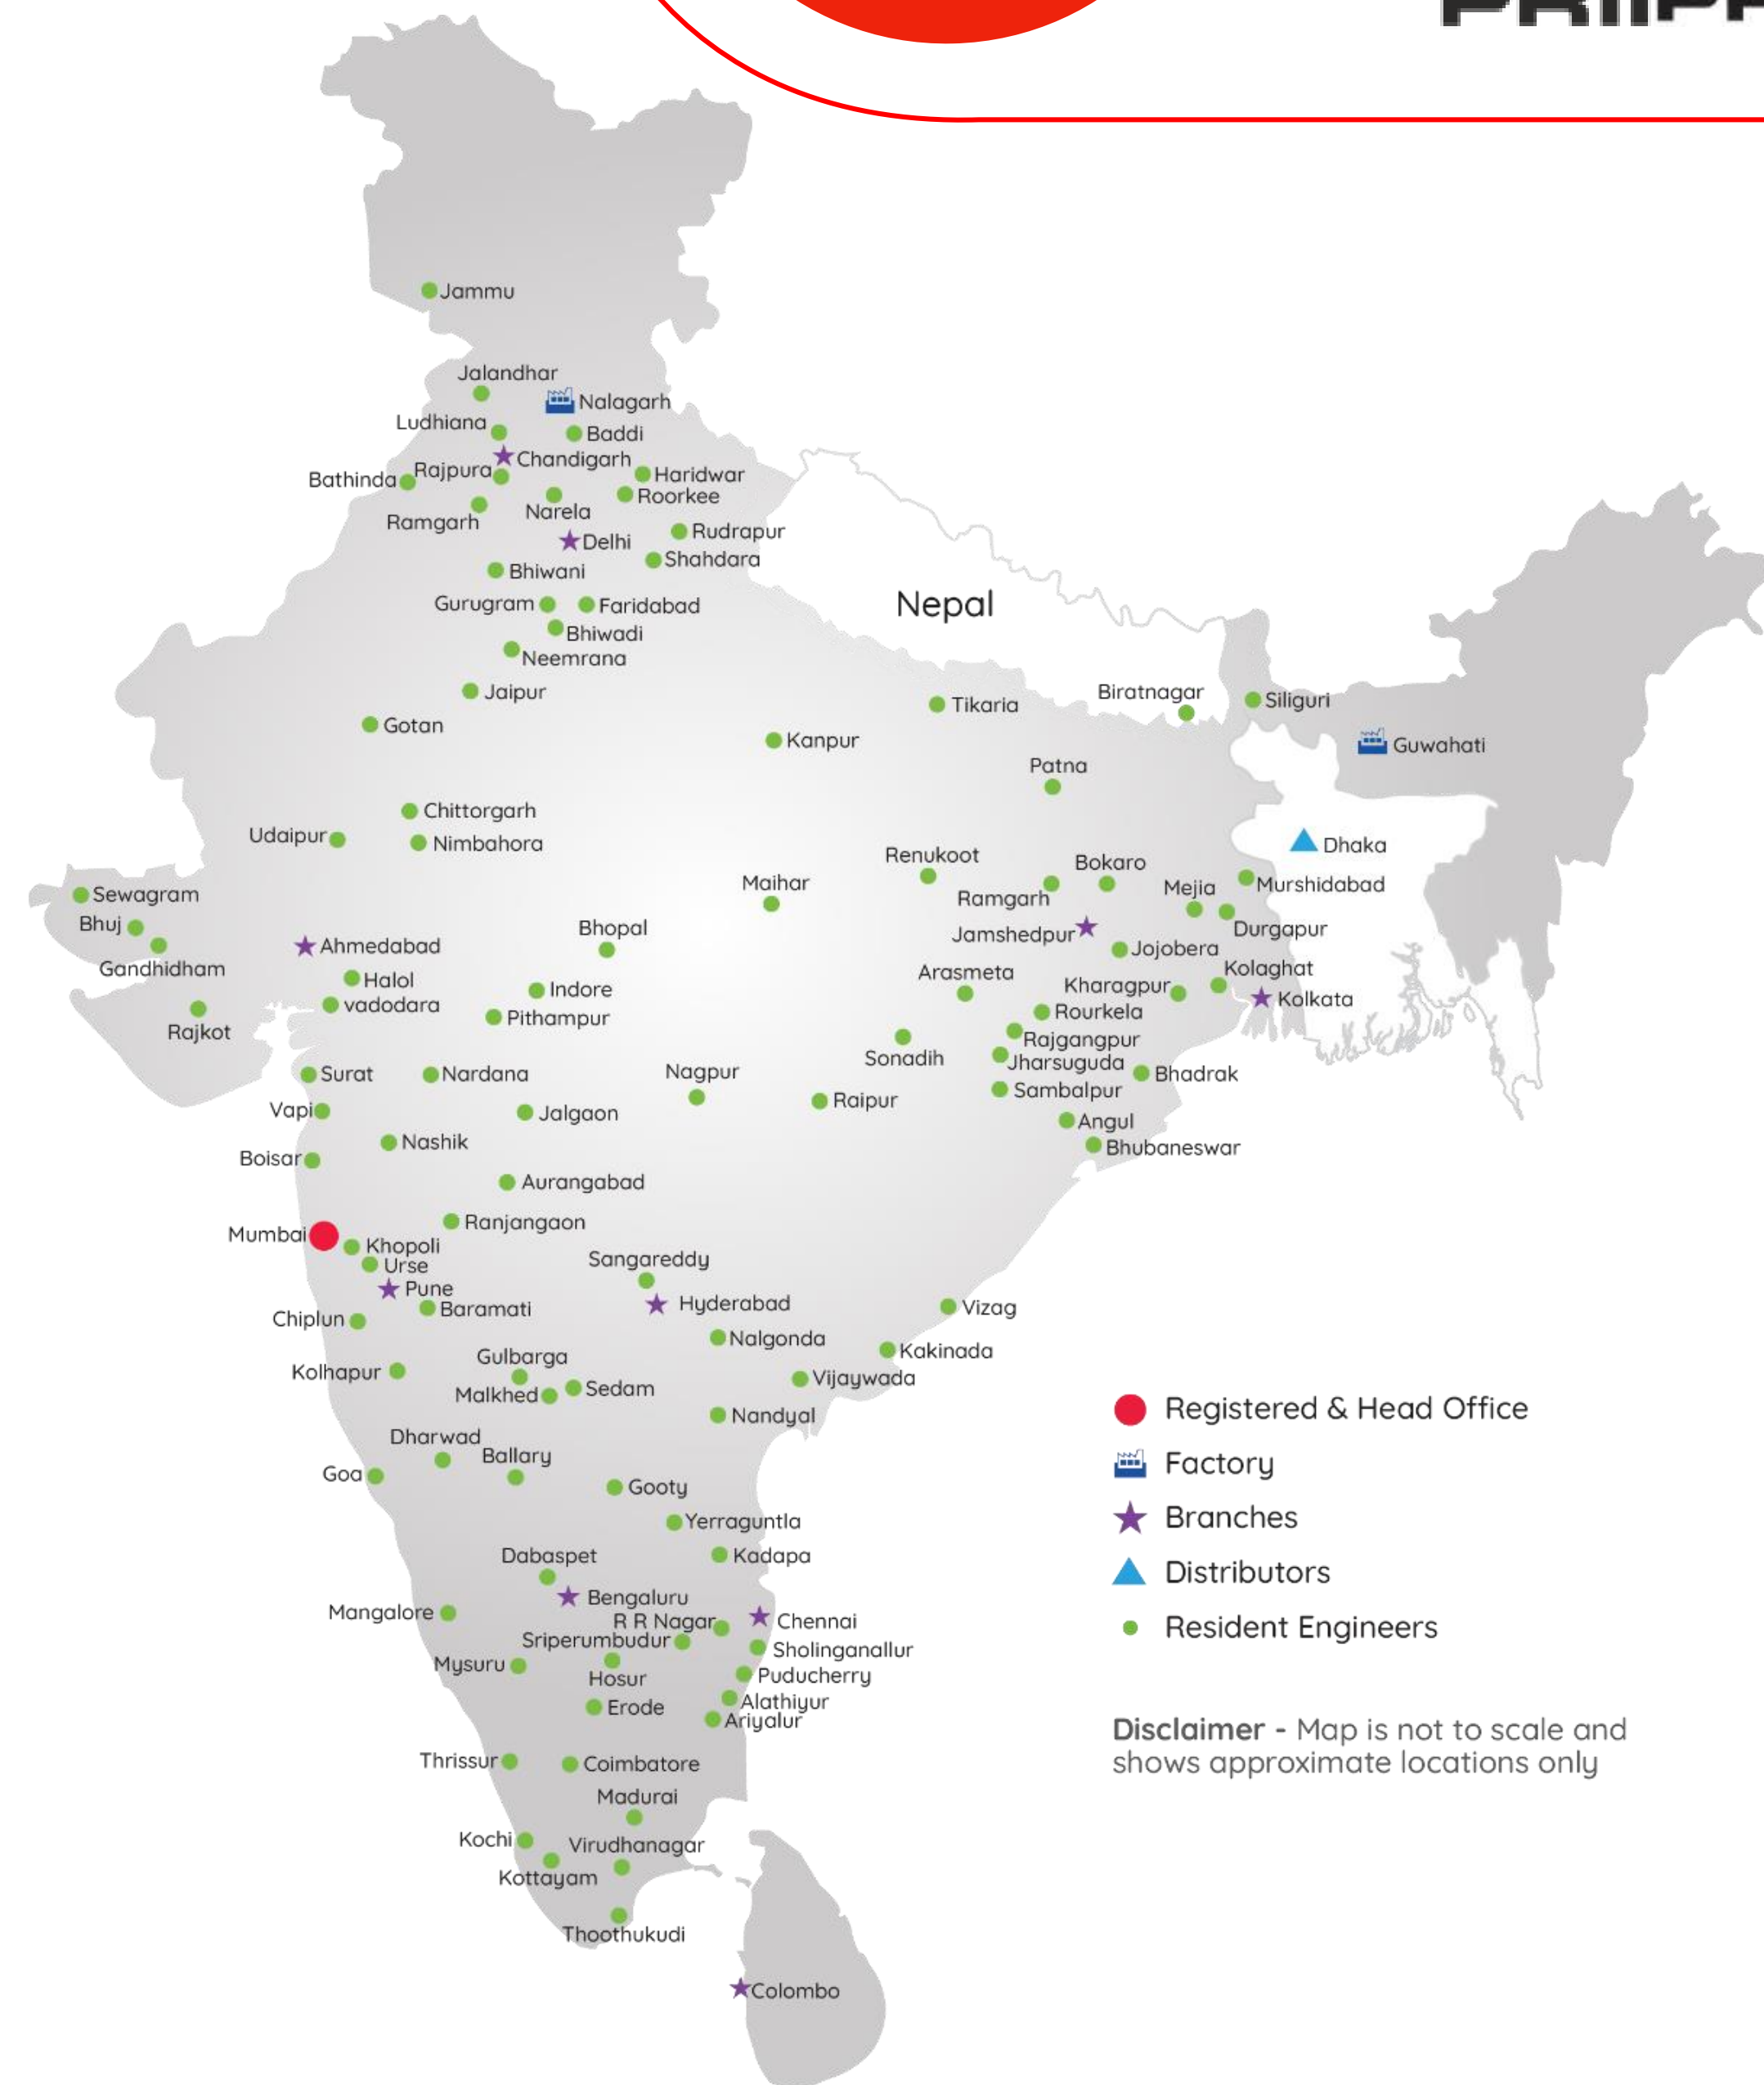 Jammu
Jalandhar
Nalagarh
Ludhiana
Baddi
Chandigarh
Rajpura
Bathinda
Haridwar
Roorkee
Narela
Ramgarh
Rudrapur
Delhi
Shahdara
Bhiwani
Gurugram
Faridabad
Nepal
Bhiwadi
Neemrana
Jaipur
Biratnagar
Siliguri
Tikaria
Gotan
Kanpur
Guwahati
Patna
Chittorgarh
Udaipur
Nimbahora
Dhaka
Renukoot
Bokaro
Maihar
Mejia
Murshidabad
Sewagram
Ramgarh
Bhuj
Bhopal
Durgapur
Jamshedpur
Ahmedabad
Jojobera
Gandhidham
Kolaghat
Arasmeta
Halol
Kharagpur
Indore
Kolkata
vadodara
Rourkela
Pithampur
Rajkot
Rajgangpur
Sonadih
Jharsuguda
Surat
Nardana
Nagpur
Bhadrak
Sambalpur
Raipur
Vapi
Jalgaon
Angul
Nashik
Bhubaneswar
Boisar
Aurangabad
Ranjangaon
Mumbai
Khopoli
Sangareddy
Urse
Pune
Hyderabad
Baramati
Vizag
Chiplun
Nalgonda
Kakinada
Gulbarga
Kolhapur
Vijaywada
Sedam
Malkhed
Nandyal
Registered & Head Office
Dharwad
Ballary
Factory
Goa
Gooty
Yerraguntla
Branches
Dabaspet
Kadapa
Distributors
Bengaluru
Mangalore
R R Nagar
Chennai
Resident Engineers
Sriperumbudur
Sholinganallur
Mysuru
Hosur
Puducherry
Alathiyur
Erode
Ariyalur
Disclaimer - Map is not to scale and
shows approximate locations only
Thrissur
Coimbatore
Madurai
Kochi
Virudhanagar
Kottayam
Thoothukudi
Colombo